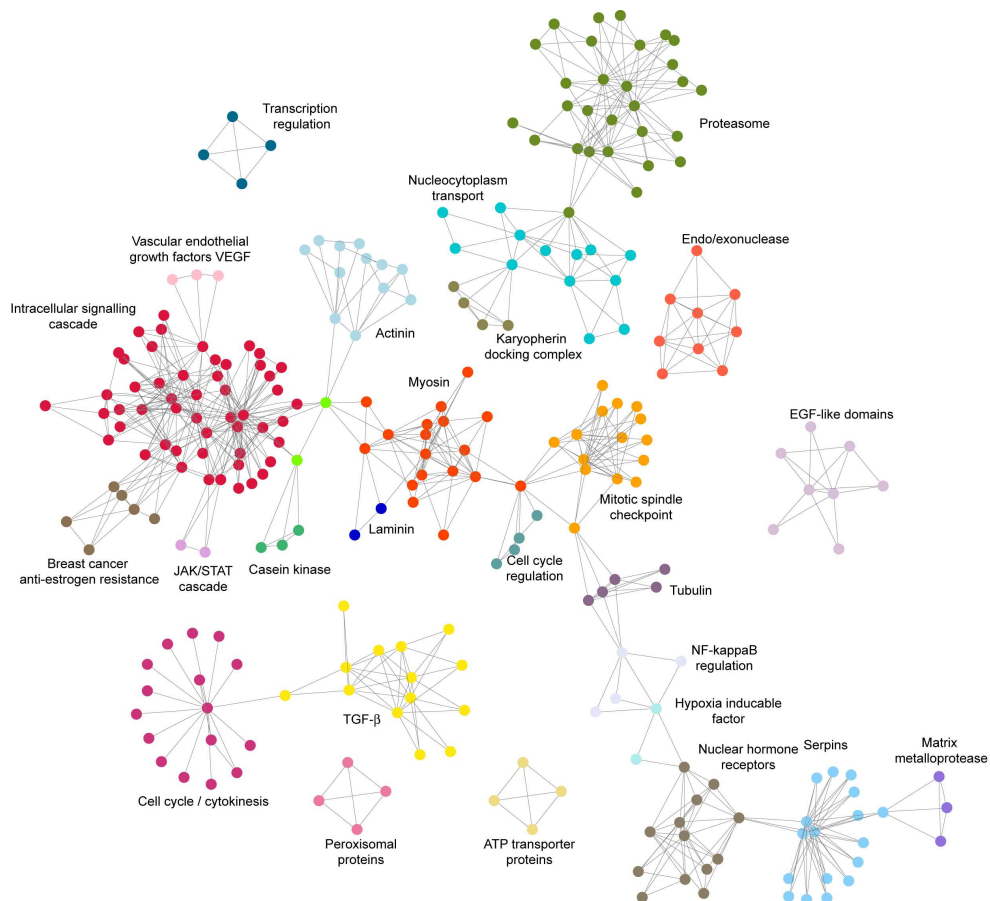 Transcription
regulation
Proteasome
Nucleocytoplasm
transport
Vascular endothelial
growth factors VEGF
Endo/exonuclease
Intracellular signalling
cascade
Actinin
Karyopherin
docking complex
Myosin
EGF-like domains
Mitotic spindle
checkpoint
Laminin
Breast cancer
anti-estrogen resistance
JAK/STAT
cascade
Casein kinase
Cell cycle
regulation
Tubulin
NF-kappaB
regulation
TGF-β
Hypoxia inducable
factor
Nuclear hormone
receptors
Serpins
Matrix
metalloprotease
Cell cycle / cytokinesis
Peroxisomal
proteins
ATP transporter
proteins